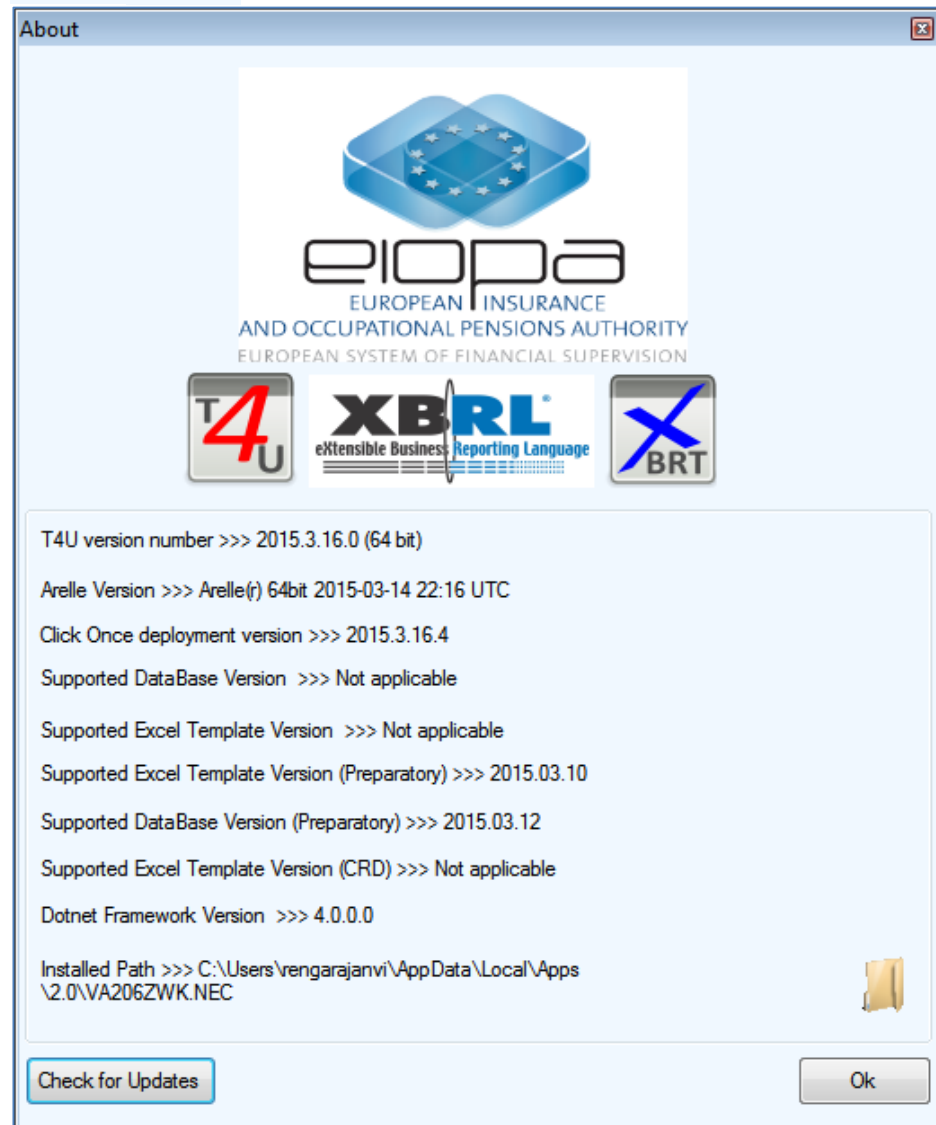 About
eiopa
EUROPEAN INSURANCE
AND OCCUPATIONAL PENSIONS AUTHORITY
EUROPEAN SYSTEM OF FINANCIAL SUPERVISION
T4U
XBRL®
eXtensible Business Reporting Language
XBRT
T4U version number >>> 2015.3.16.0 (64 bit)
Arelle Version >>> Arelle(r) 64bit 2015-03-14 22:16 UTC
Click Once deployment version >>> 2015.3.16.4
Supported DataBase Version  >>> Not applicable
Supported Excel Template Version  >>> Not applicable
Supported Excel Template Version (Preparatory) >>> 2015.03.10
Supported DataBase Version (Preparatory) >>> 2015.03.12
Supported Excel Template Version (CRD) >>> Not applicable
Dotnet Framework Version  >>> 4.0.0.0
Installed Path >>> C:\Users\rengarajanvi\AppData\Local\Apps
\2.0\VA206ZWK.NEC
Check for Updates
Ok